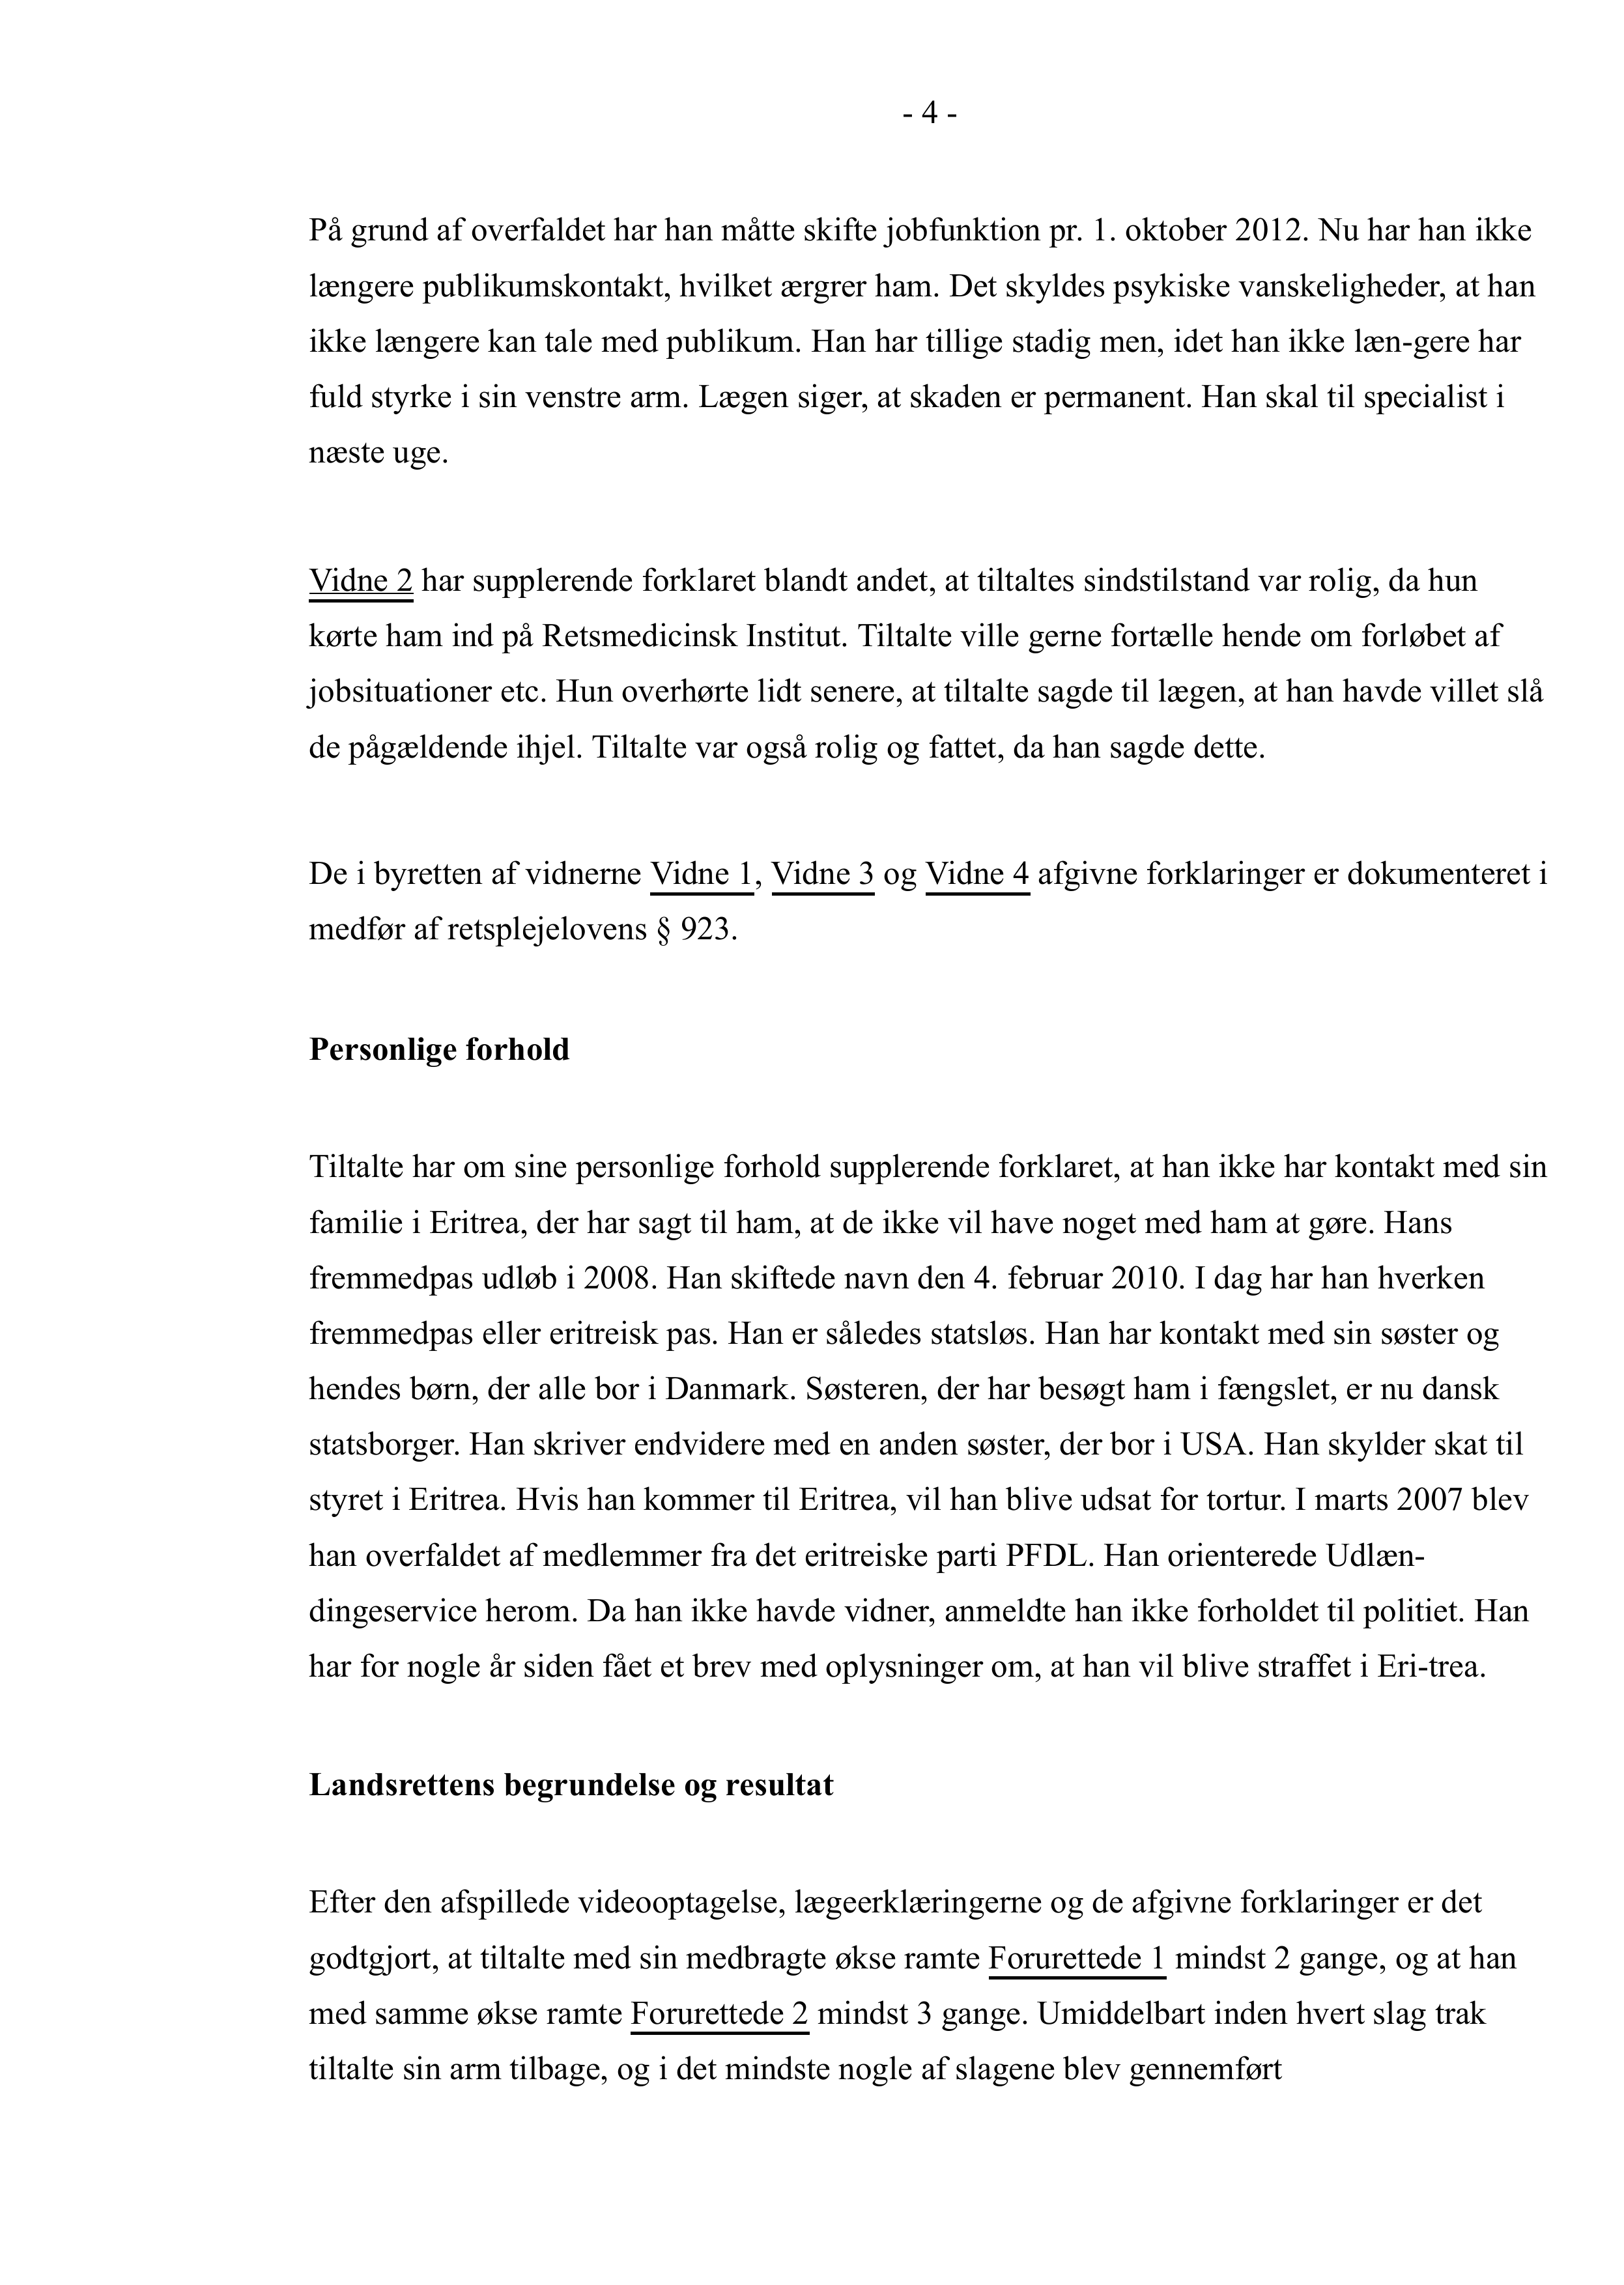 - 4 -
På grund af overfaldet har han måtte skifte jobfunktion pr. 1. oktober 2012. Nu har han ikke
længere publikumskontakt, hvilket ærgrer ham. Det skyldes psykiske vanskeligheder, at han
ikke længere kan tale med publikum. Han har tillige stadig men, idet han ikke læn-gere har
fuld styrke i sin venstre arm. Lægen siger, at skaden er permanent. Han skal til specialist i
næste uge.
Vidne 2 har supplerende forklaret blandt andet, at tiltaltes sindstilstand var rolig, da hun
kørte ham ind på Retsmedicinsk Institut. Tiltalte ville gerne fortælle hende om forløbet af
jobsituationer etc. Hun overhørte lidt senere, at tiltalte sagde til lægen, at han havde villet slå
de pågældende ihjel. Tiltalte var også rolig og fattet, da han sagde dette.
De i byretten af vidnerne Vidne 1, Vidne 3 og Vidne 4 afgivne forklaringer er dokumenteret i
medfør af retsplejelovens § 923.
Personlige forhold
Tiltalte har om sine personlige forhold supplerende forklaret, at han ikke har kontakt med sin
familie i Eritrea, der har sagt til ham, at de ikke vil have noget med ham at gøre. Hans
fremmedpas udløb i 2008. Han skiftede navn den 4. februar 2010. I dag har han hverken
fremmedpas eller eritreisk pas. Han er således statsløs. Han har kontakt med sin søster og
hendes børn, der alle bor i Danmark. Søsteren, der har besøgt ham i fængslet, er nu dansk
statsborger. Han skriver endvidere med en anden søster, der bor i USA. Han skylder skat til
styret i Eritrea. Hvis han kommer til Eritrea, vil han blive udsat for tortur. I marts 2007 blev
han overfaldet af medlemmer fra det eritreiske parti PFDL. Han orienterede Udlæn-
dingeservice herom. Da han ikke havde vidner, anmeldte han ikke forholdet til politiet. Han
har for nogle år siden fået et brev med oplysninger om, at han vil blive straffet i Eri-trea.
Landsrettens begrundelse og resultat
Efter den afspillede videooptagelse, lægeerklæringerne og de afgivne forklaringer er det
godtgjort, at tiltalte med sin medbragte økse ramte Forurettede 1 mindst 2 gange, og at han
med samme økse ramte Forurettede 2 mindst 3 gange. Umiddelbart inden hvert slag trak
tiltalte sin arm tilbage, og i det mindste nogle af slagene blev gennemført